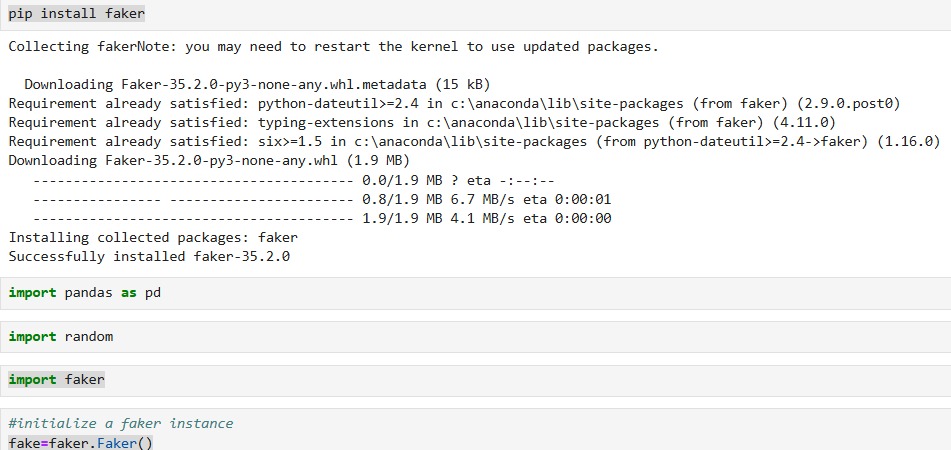 pip install faker
Collecting fakerNote: you may need to restart the kernel to use updated packages.
  Downloading Faker-35.2.0-py3-none-any.whl.metadata (15 kB)
Requirement already satisfied: python-dateutil>=2.4 in c:\anaconda\lib\site-packages (from faker) (2.9.0.post0)
Requirement already satisfied: typing-extensions in c:\anaconda\lib\site-packages (from faker) (4.11.0)
Requirement already satisfied: six>=1.5 in c:\anaconda\lib\site-packages (from python-dateutil>=2.4->faker) (1.16.0)
Downloading Faker-35.2.0-py3-none-any.whl (1.9 MB)
   ---------------------------------------- 0.0/1.9 MB ? eta -:--:--
   ---------------- ----------------------- 0.8/1.9 MB 6.7 MB/s eta 0:00:01
   ---------------------------------------- 1.9/1.9 MB 4.1 MB/s eta 0:00:00
Installing collected packages: faker
Successfully installed faker-35.2.0
import pandas as pd
import random
import faker
#initialize a faker instance
fake=faker.Faker()